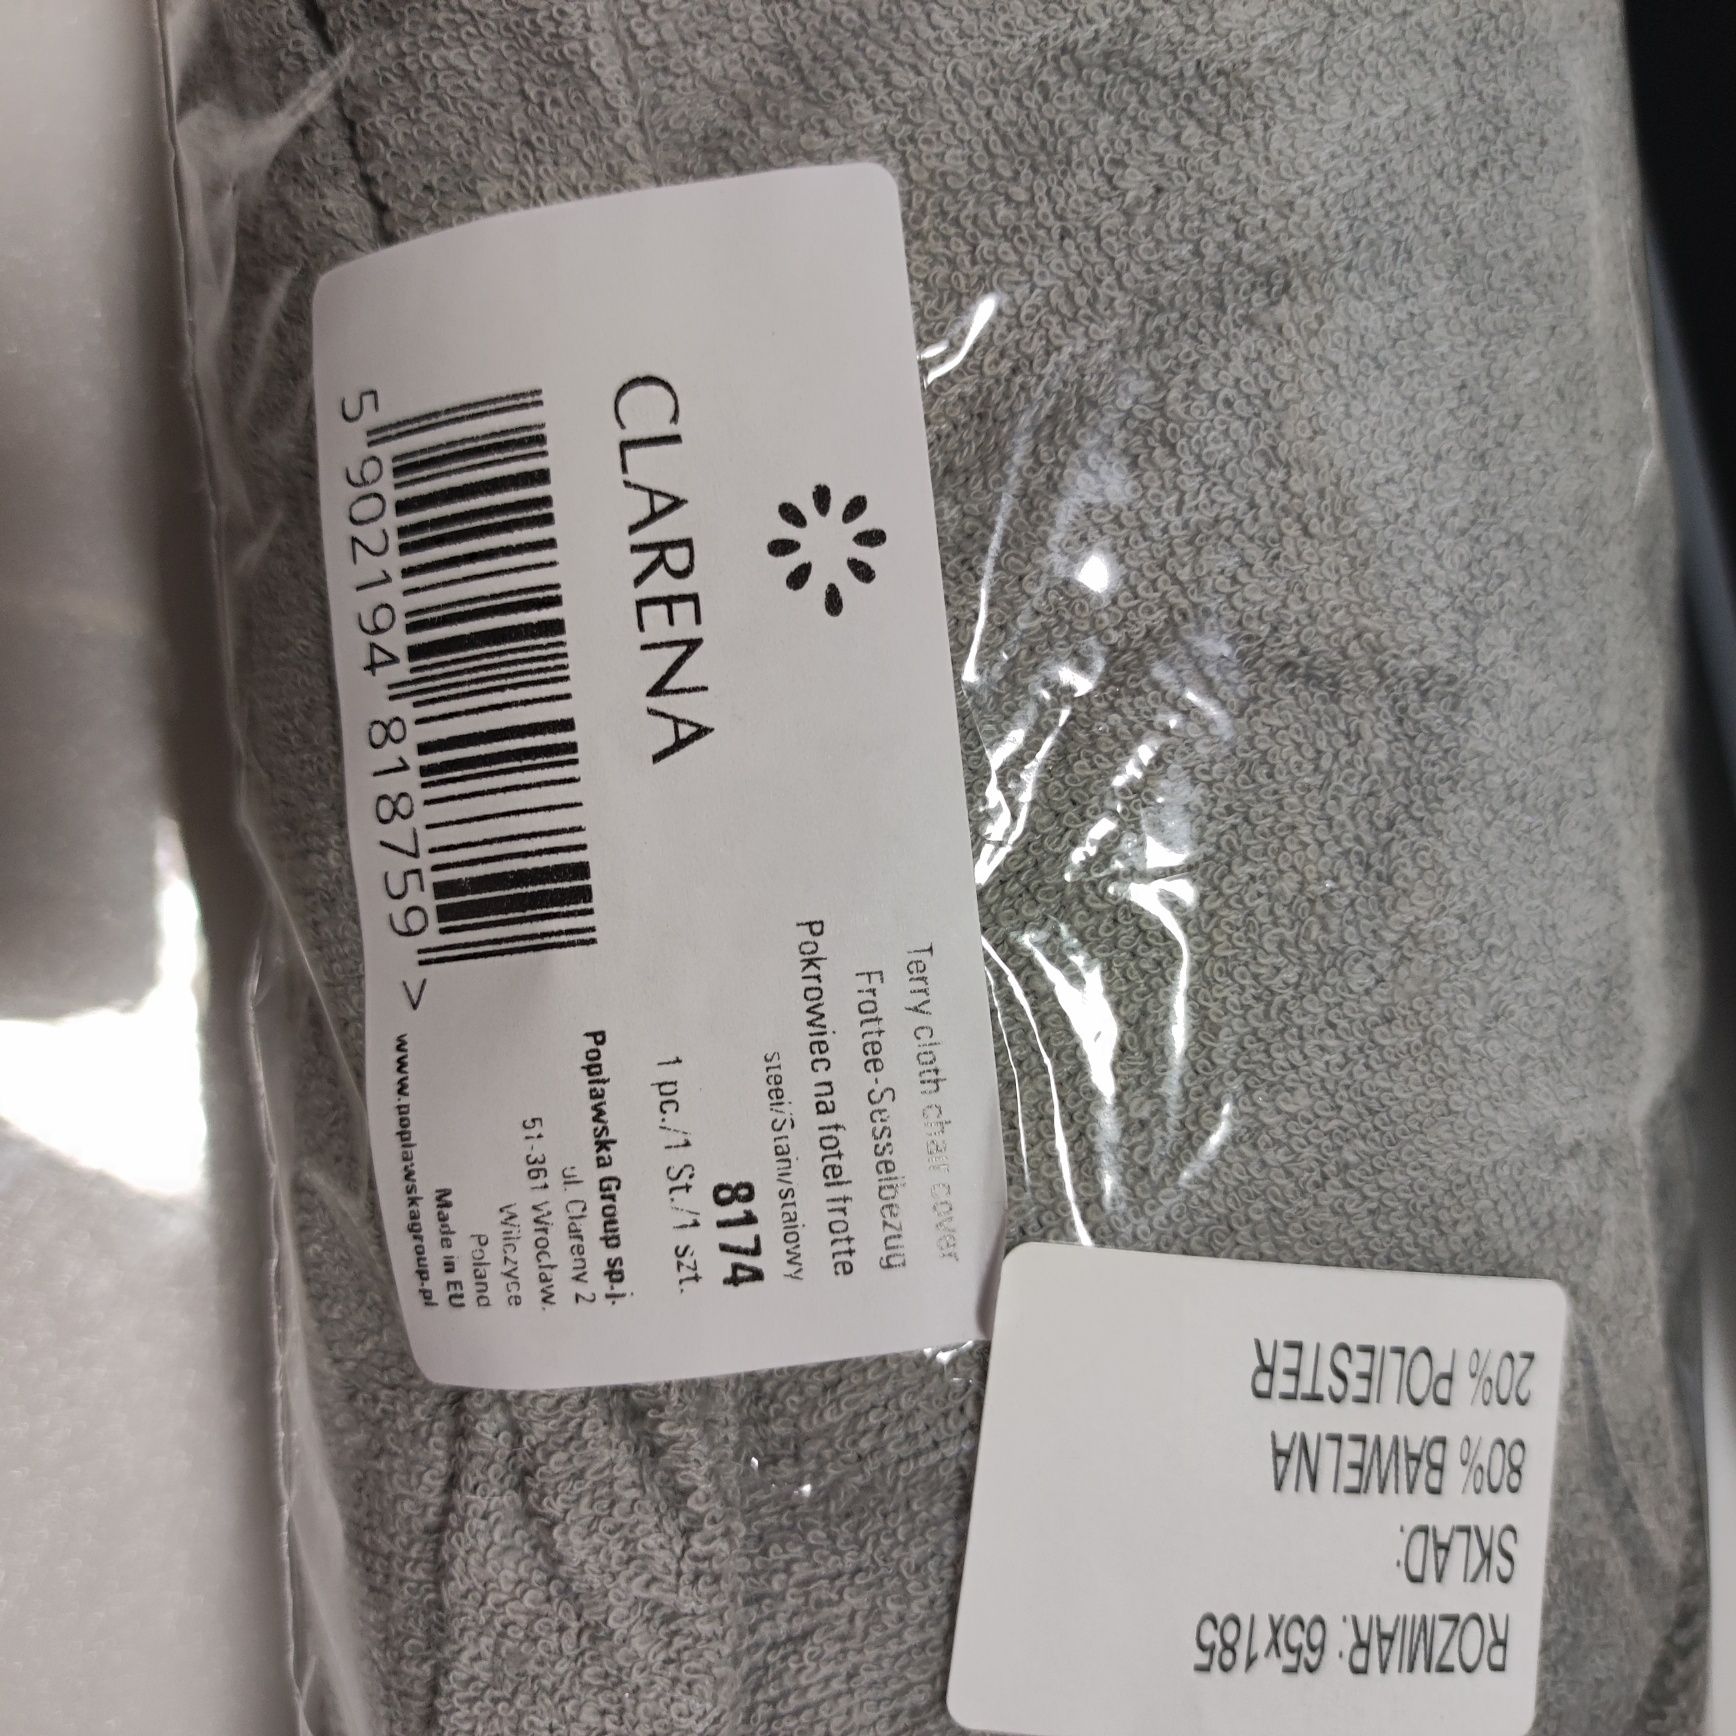 CLARENA
5 902194 818759 >
Terry cloth chair cover
Frottee-Sesselbezug
Pokrowiec na fotel frotte
steel/Stahl/stalowy
8174
1 pc./1 St./1 szt.
Popławska Group sp.j.
ul. Clareny 2
51-361 Wrocław,
Wilczyce
Poland
Made in EU
www.poplawskagroup.pl
ROZMIAR: 65x185
SKŁAD:
80% BAWEŁNA
20% POLIESTER